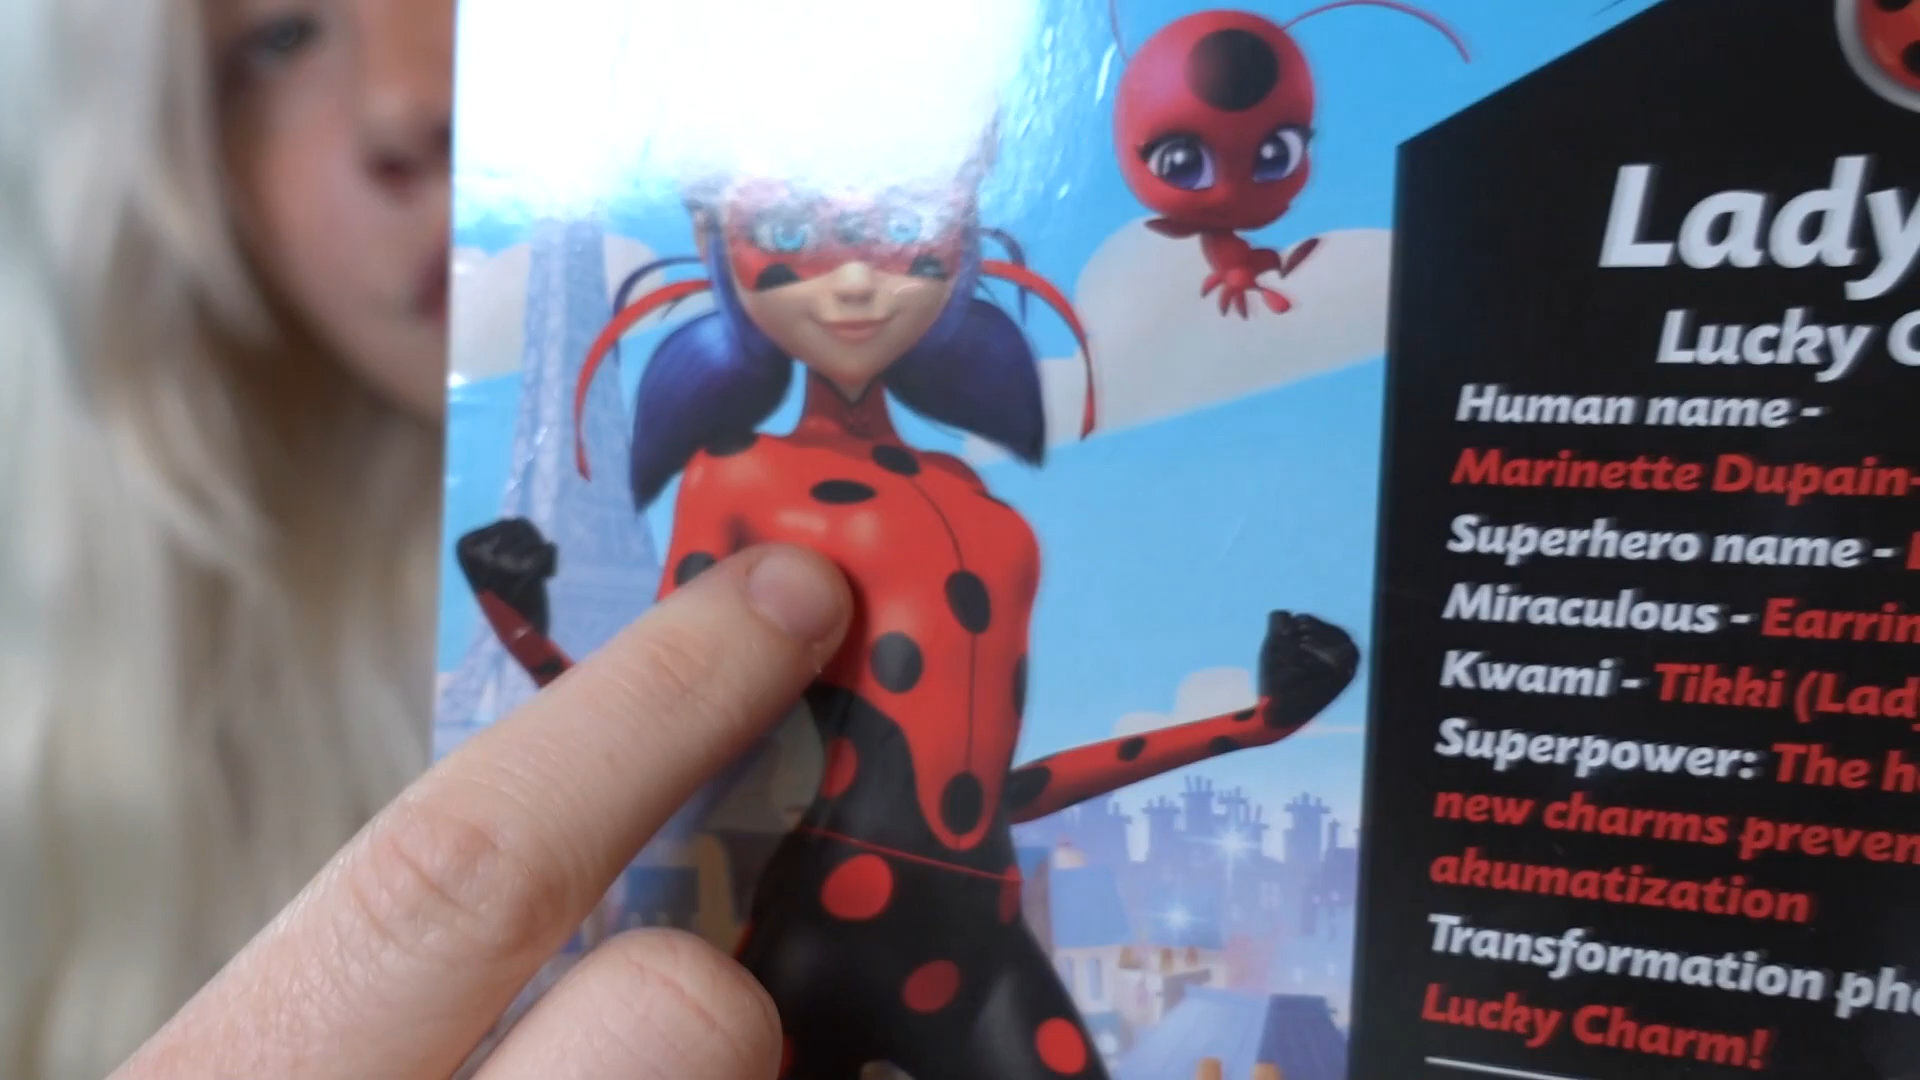 Lady
Lucky
Human name -
Marinette Dupain-
Superhero name -
Miraculous - Earrin
Kwami - Tikki (Lady
Superpower: The h
new charms preven
akumatization
Transformation ph
Lucky Charm!